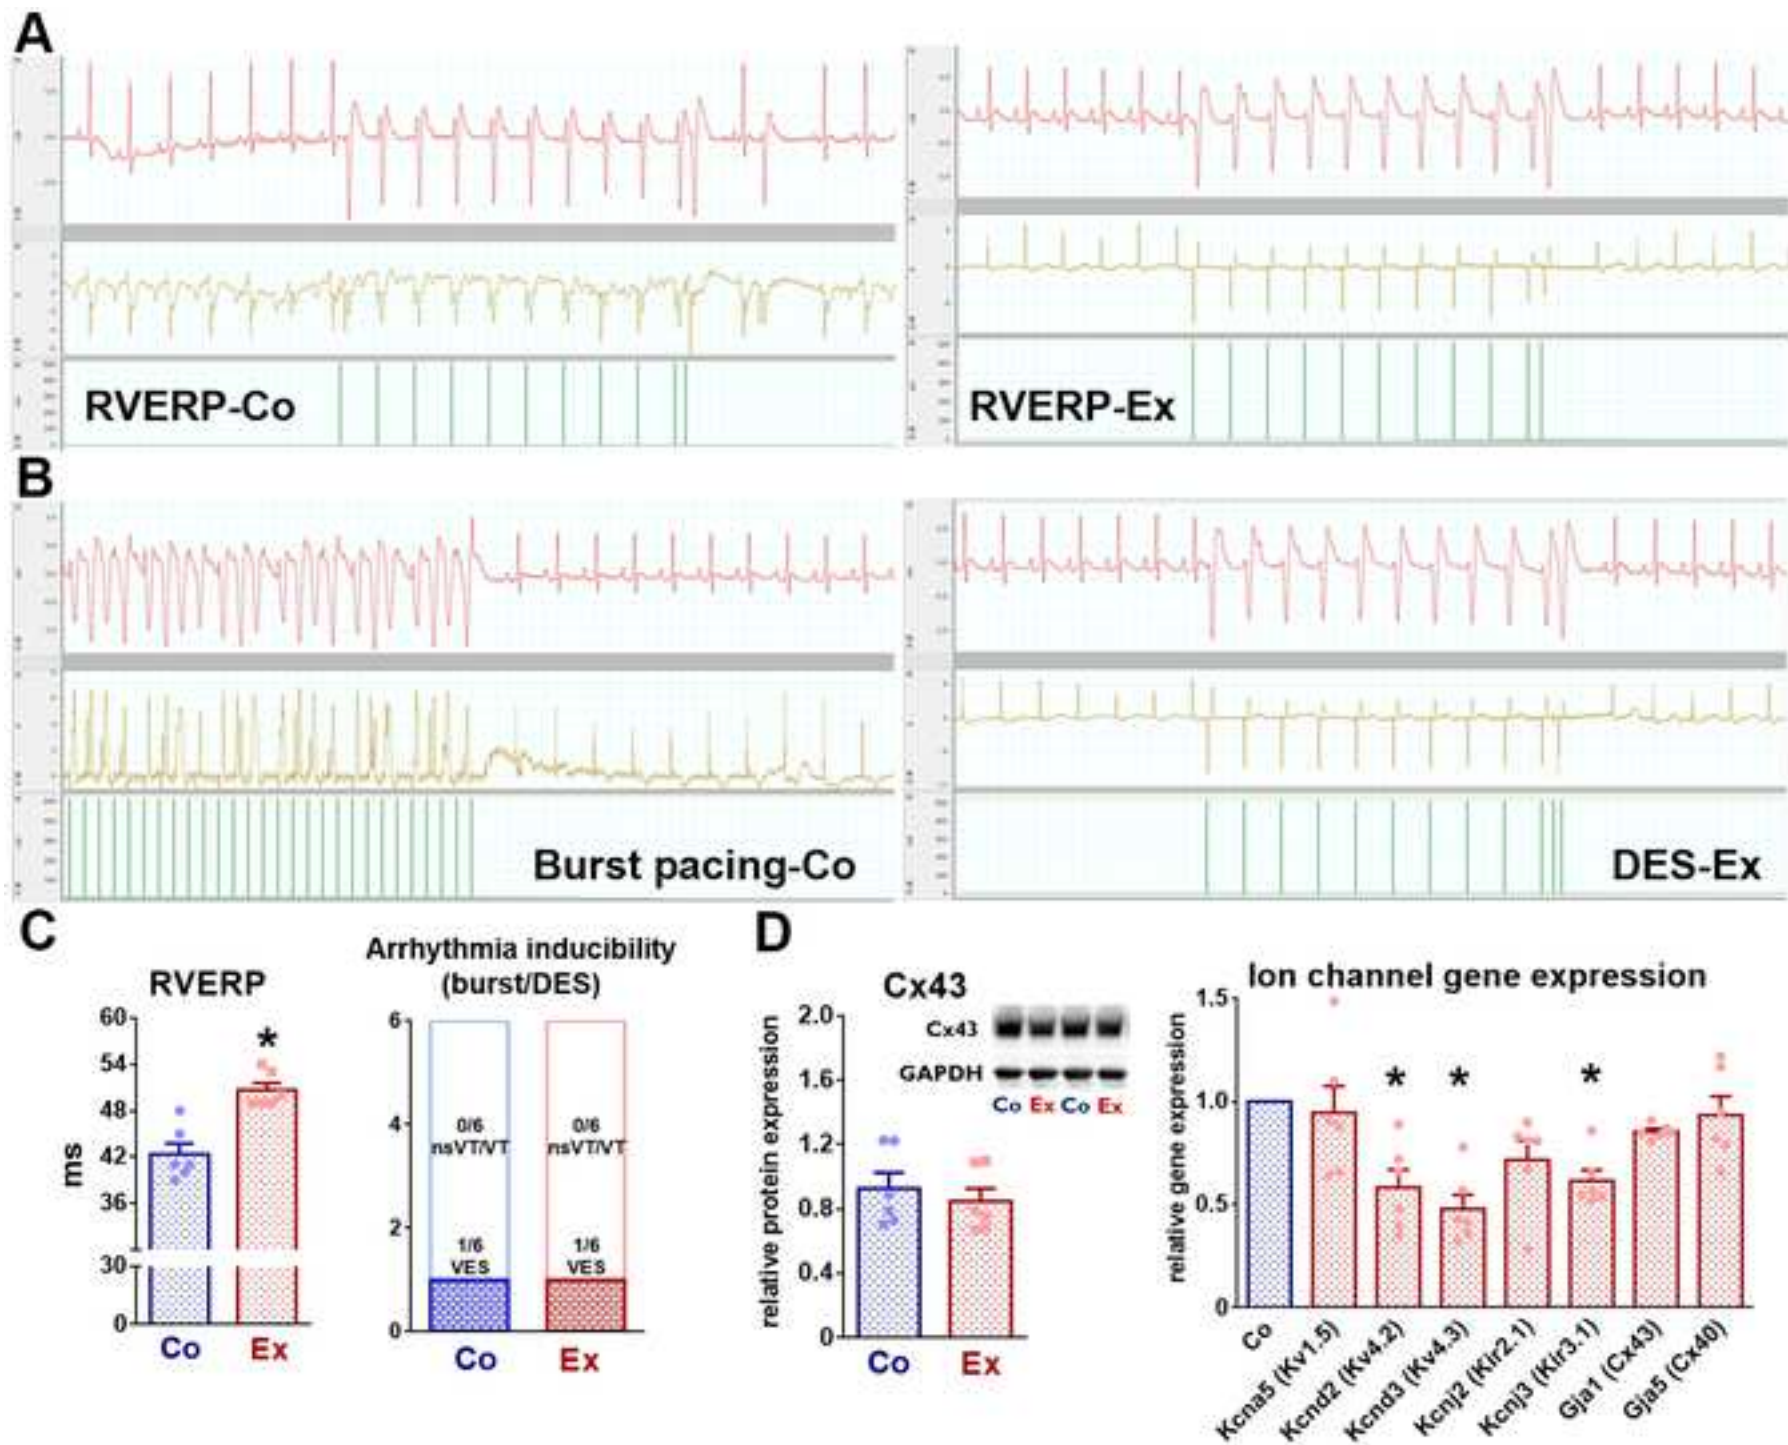 A
RVERP-Co
RVERP-Ex
B
Burst pacing-Co
DES-Ex
C
RVERP
ms
60
54
48
42
36
30
0
*
Co
Ex
Arrhythmia inducibility
(burst/DES)
6
4
2
0
0/6
nsVT/VT
1/6
VES
0/6
nsVT/VT
1/6
VES
Co
Ex
D
Cx43
relative protein expression
2.0
1.6
1.2
0.8
0.4
0
Cx43
GAPDH
Co Ex Co Ex
Co
Ex
Ion channel gene expression
relative gene expression
1.5
1.0
0.5
0
*
*
*
Co
Kcna5 (Kv1.5)
Kcnd2 (Kv4.2)
Kcnd3 (Kv4.3)
Kcnj2 (Kir2.1)
Kcnj3 (Kir3.1)
Gja1 (Cx43)
Gja5 (Cx40)